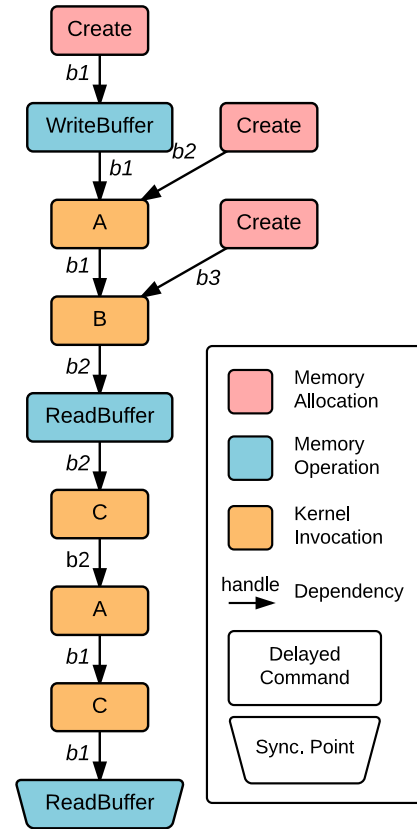 Create
b1
WriteBuffer
Create
b2
b1
A
Create
b1
b3
B
b2
ReadBuffer
b2
C
b2
A
b1
C
b1
ReadBuffer
Memory
Allocation
Memory
Operation
Kernel
Invocation
handle
Dependency
Delayed
Command
Sync. Point